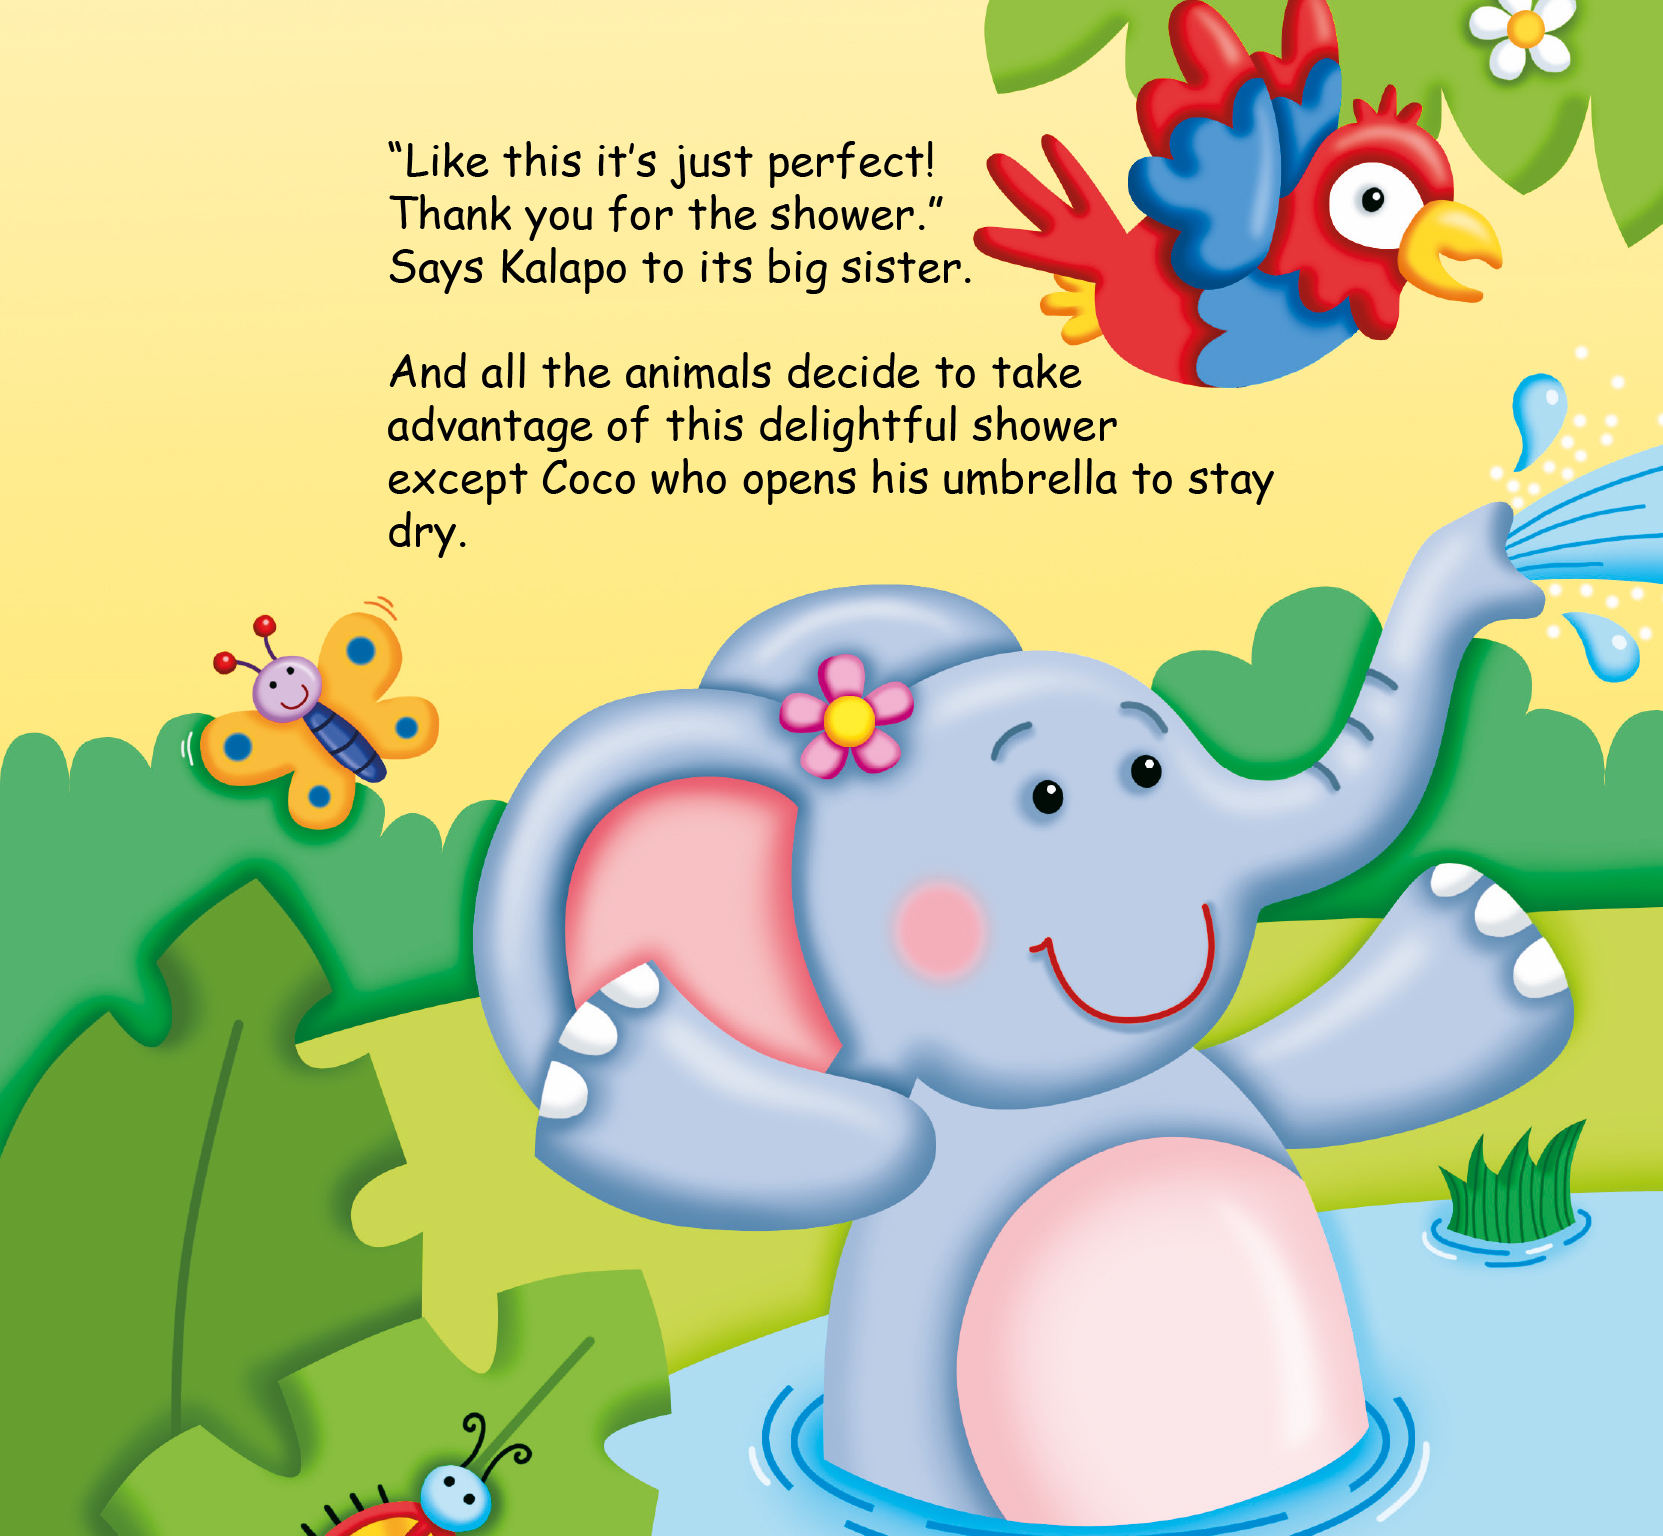 “Like this it’s just perfect!
Thank you for the shower.”
Says Kalapo to its big sister.
And all the animals decide to take
advantage of this delightful shower
except Coco who opens his umbrella to stay
dry.